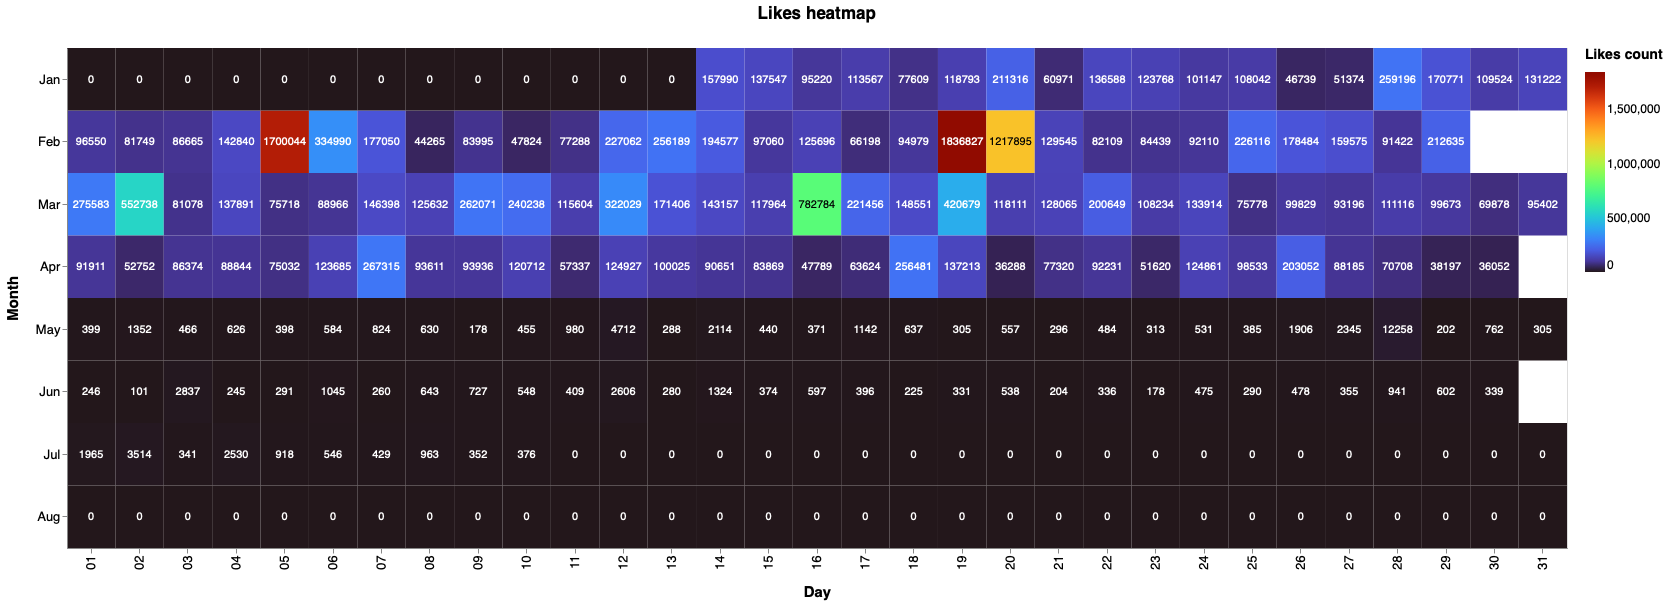 Likes heatmap
Likes count
1,500,000
1,000,000
500,000
0
Month
Jan 0 0 0 0 0 0 0 0 0 0 0 0 0 157990 137547 95220 113567 77609 118793 211316 60971 136588 123768 101147 108042 46739 51374 259196 170771 109524 131222
Feb 96550 81749 86665 142840 1700044 334990 177050 44265 83995 47824 77288 227062 256189 194577 97060 125696 66198 94979 1836827 1217895 129545 82109 84439 92110 226116 178484 159575 91422 212635
Mar 275583 552738 81078 137891 75718 88966 146398 125632 262071 240238 115604 322029 171406 143157 117964 782784 221456 148551 420679 118111 128065 200649 108234 133914 75778 99829 93196 111116 99673 69878 95402
Apr 91911 52752 86374 88844 75032 123685 267315 93611 93936 120712 57337 124927 100025 90651 83869 47789 63624 256481 137213 36288 77320 92231 51620 124861 98533 203052 88185 70708 38197 36052
May 399 1352 466 626 398 584 824 630 178 455 980 4712 288 2114 440 371 1142 637 305 557 296 484 313 531 385 1906 2345 12258 202 762 305
Jun 246 101 2837 245 291 1045 260 643 727 548 409 2606 280 1324 374 597 396 225 331 538 204 336 178 475 290 478 355 941 602 339
Jul 1965 3514 341 2530 918 546 429 963 352 376 0 0 0 0 0 0 0 0 0 0 0 0 0 0 0 0 0 0 0 0 0
Aug 0 0 0 0 0 0 0 0 0 0 0 0 0 0 0 0 0 0 0 0 0 0 0 0 0 0 0 0 0 0 0
01 02 03 04 05 06 07 08 09 10 11 12 13 14 15 16 17 18 19 20 21 22 23 24 25 26 27 28 29 30 31
Day